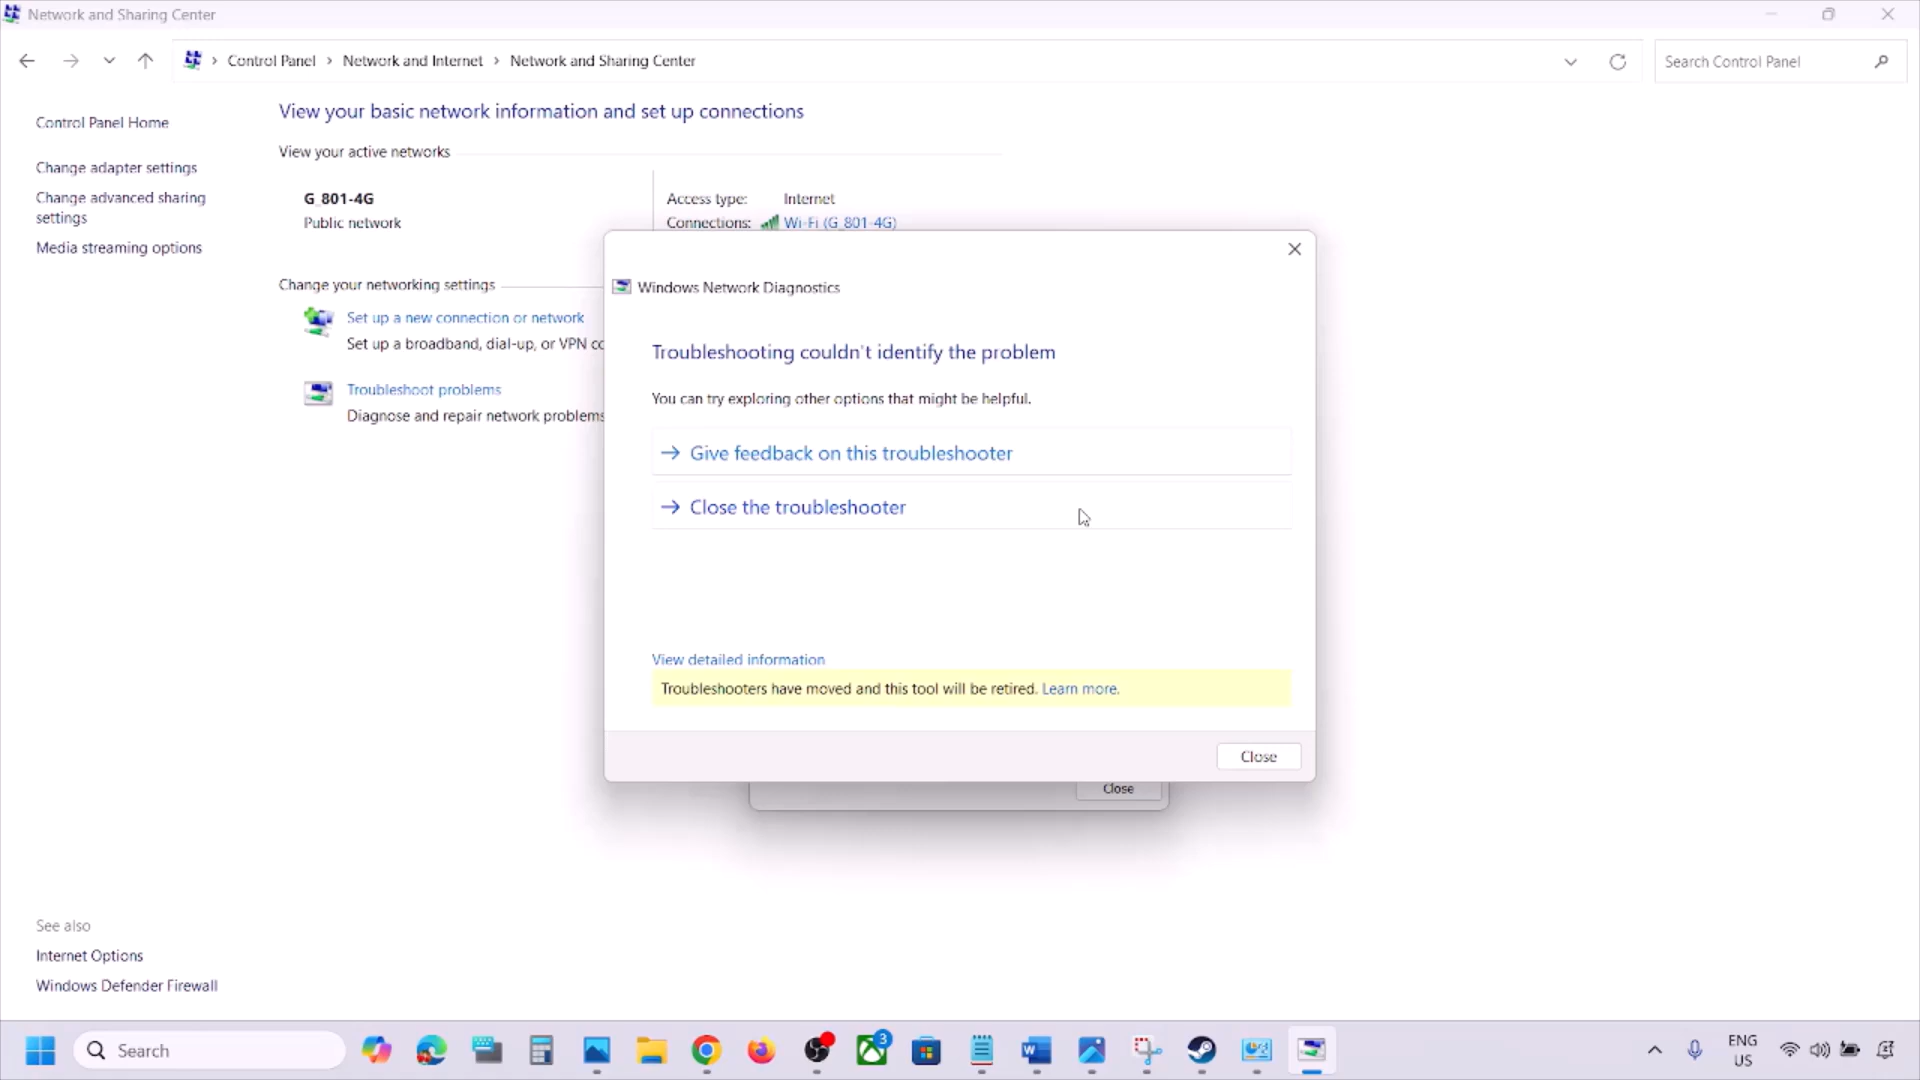 Network and Sharing Center
Control Panel > Network and Internet > Network and Sharing Center
Search Control Panel
Control Panel Home
Change adapter settings
Change advanced sharing
settings
Media streaming options
View your basic network information and set up connections
View your active networks
G_801-4G
Public network
Access type: Internet
Connections: Wi-Fi (G_801-4G)
Change your networking settings
Set up a new connection or network
Set up a broadband, dial-up, or VPN co
Troubleshoot problems
Diagnose and repair network problems
Windows Network Diagnostics
Troubleshooting couldn't identify the problem
You can try exploring other options that might be helpful.
Give feedback on this troubleshooter
Close the troubleshooter
View detailed information
Troubleshooters have moved and this tool will be retired. Learn more.
Close
Close
See also
Internet Options
Windows Defender Firewall
Search
3
ENG
US